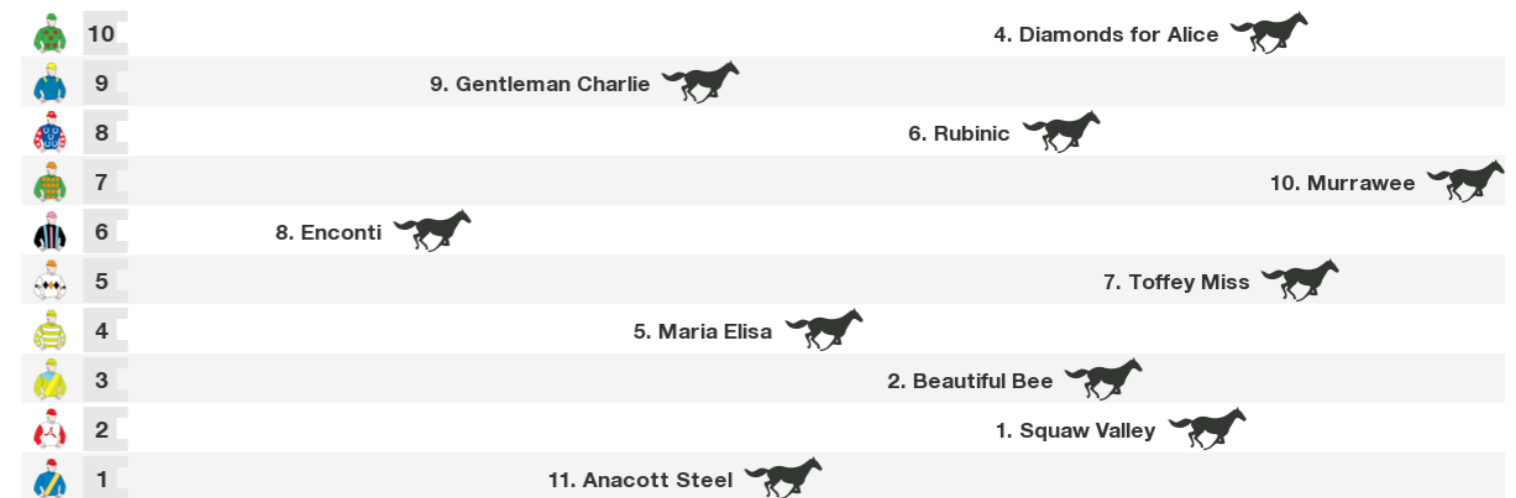 10 4. Diamonds for Alice
9 9. Gentleman Charlie
8 6. Rubinic
7 10. Murrawee
6 8. Enconti
5 7. Toffey Miss
4 5. Maria Elisa
3 2. Beautiful Bee
2 1. Squaw Valley
1 11. Anacott Steel